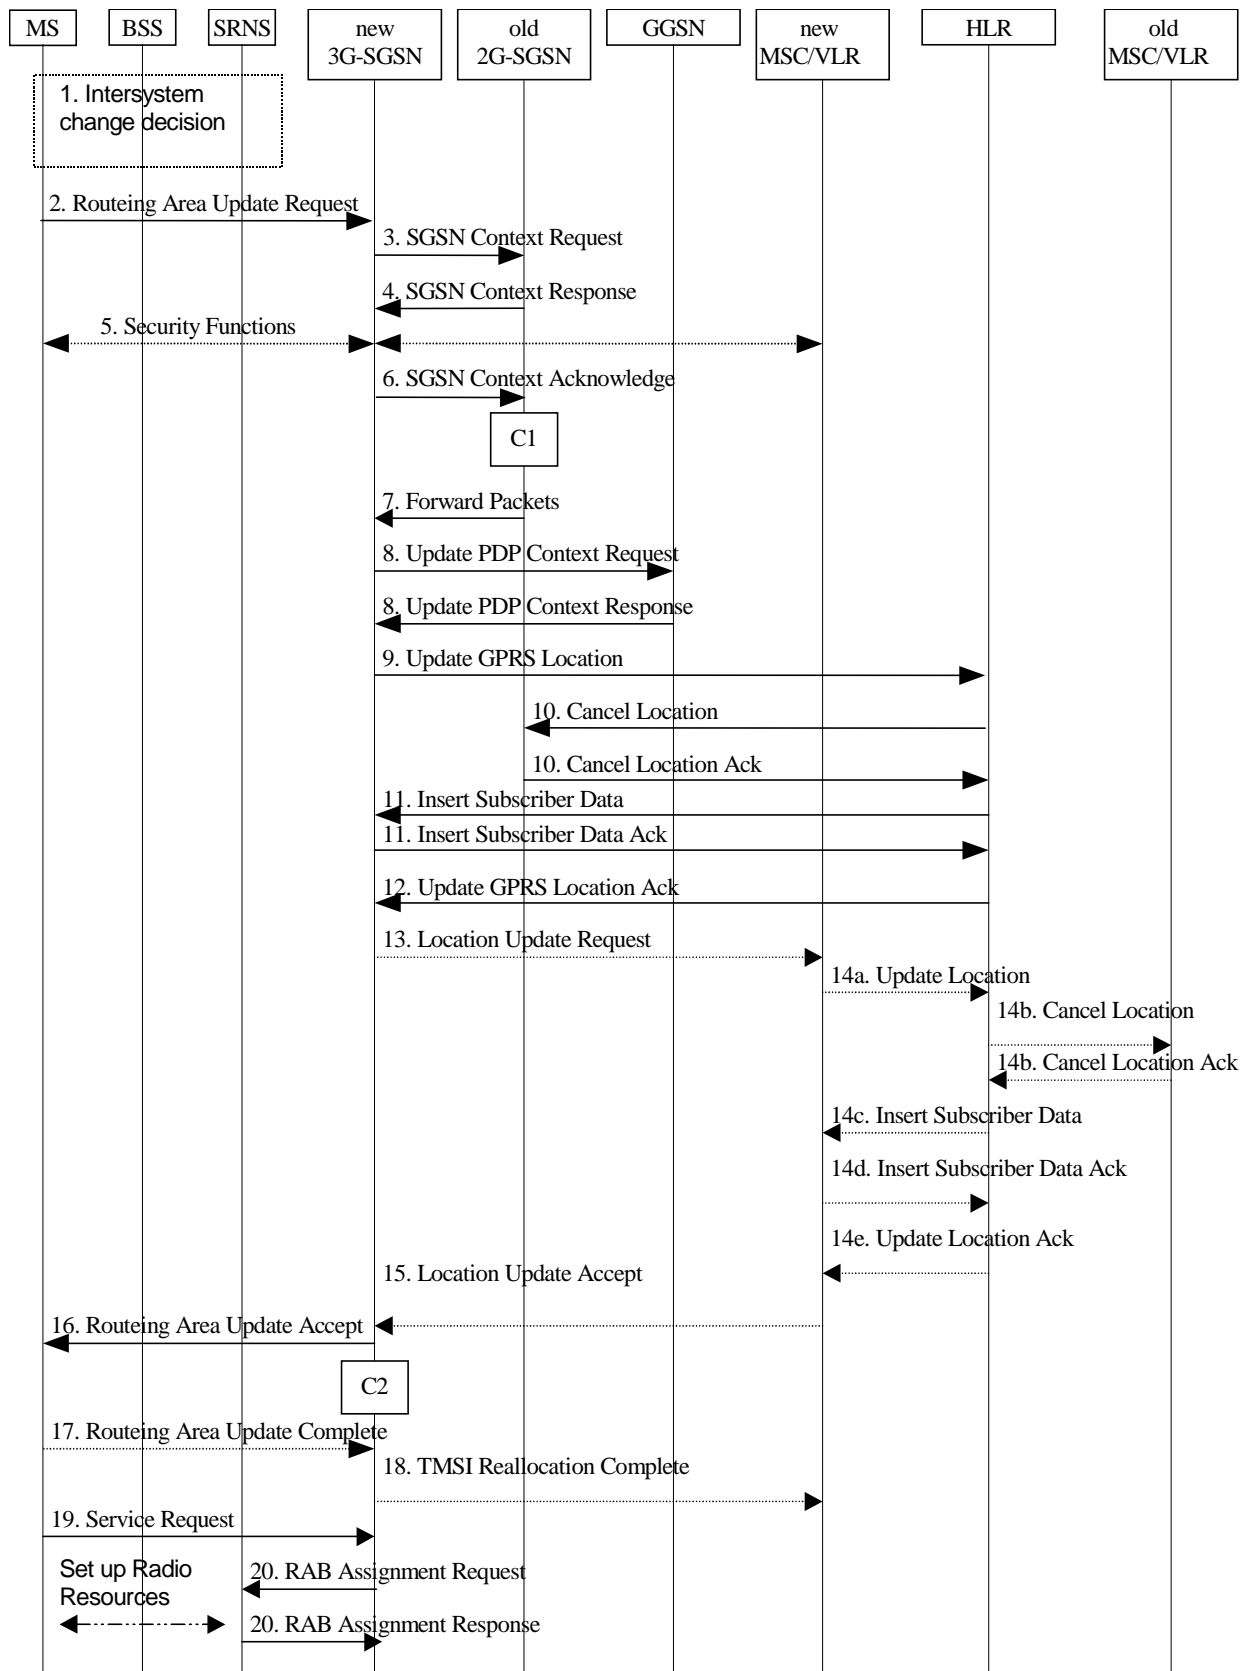 MS
BSS
SRNS
new
3G-SGSN
old
2G-SGSN
GGSN
new
MSC/VLR
HLR
old
MSC/VLR
1. Intersystem
change decision
2. Routeing Area Update Request
3. SGSN Context Request
4. SGSN Context Response
5. Security Functions
6. SGSN Context Acknowledge
C1
7. Forward Packets
8. Update PDP Context Request
8. Update PDP Context Response
9. Update GPRS Location
10. Cancel Location
10. Cancel Location Ack
11. Insert Subscriber Data
11. Insert Subscriber Data Ack
12. Update GPRS Location Ack
13. Location Update Request
14a. Update Location
14b. Cancel Location
14b. Cancel Location Ack
14c. Insert Subscriber Data
14d. Insert Subscriber Data Ack
14e. Update Location Ack
15. Location Update Accept
16. Routeing Area Update Accept
C2
17. Routeing Area Update Complete
18. TMSI Reallocation Complete
19. Service Request
Set up Radio
Resources
20. RAB Assignment Request
20. RAB Assignment Response